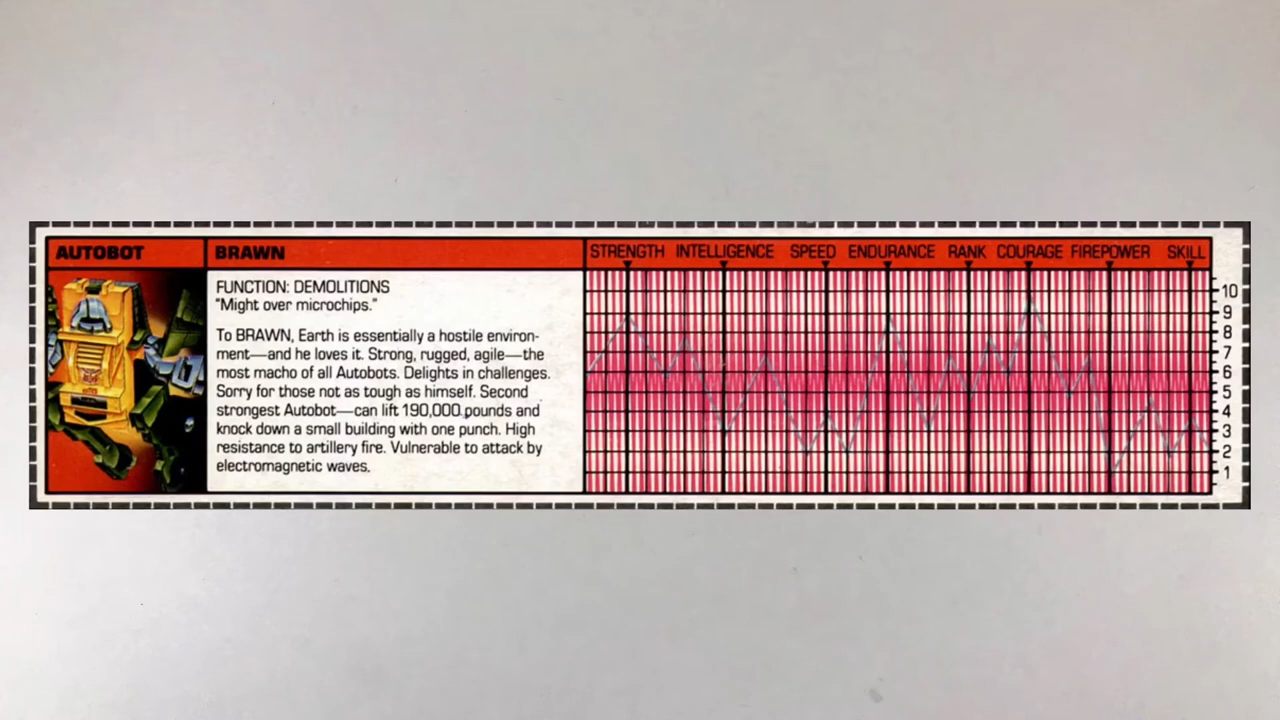 AUTOBOT
BRAWN
STRENGTH INTELLIGENCE SPEED ENDURANCE RANK COURAGE FIREPOWER SKILL
FUNCTION: DEMOLITIONS
"Might over microchips."
To BRAWN, Earth is essentially a hostile environ-
ment—and he loves it. Strong, rugged, agile—the
most macho of all Autobots. Delights in challenges.
Sorry for those not as tough as himself. Second
strongest Autobot—can lift 190,000 pounds and
knock down a small building with one punch. High
resistance to artillery fire. Vulnerable to attack by
electromagnetic waves.
10
9
8
7
6
5
4
3
2
1